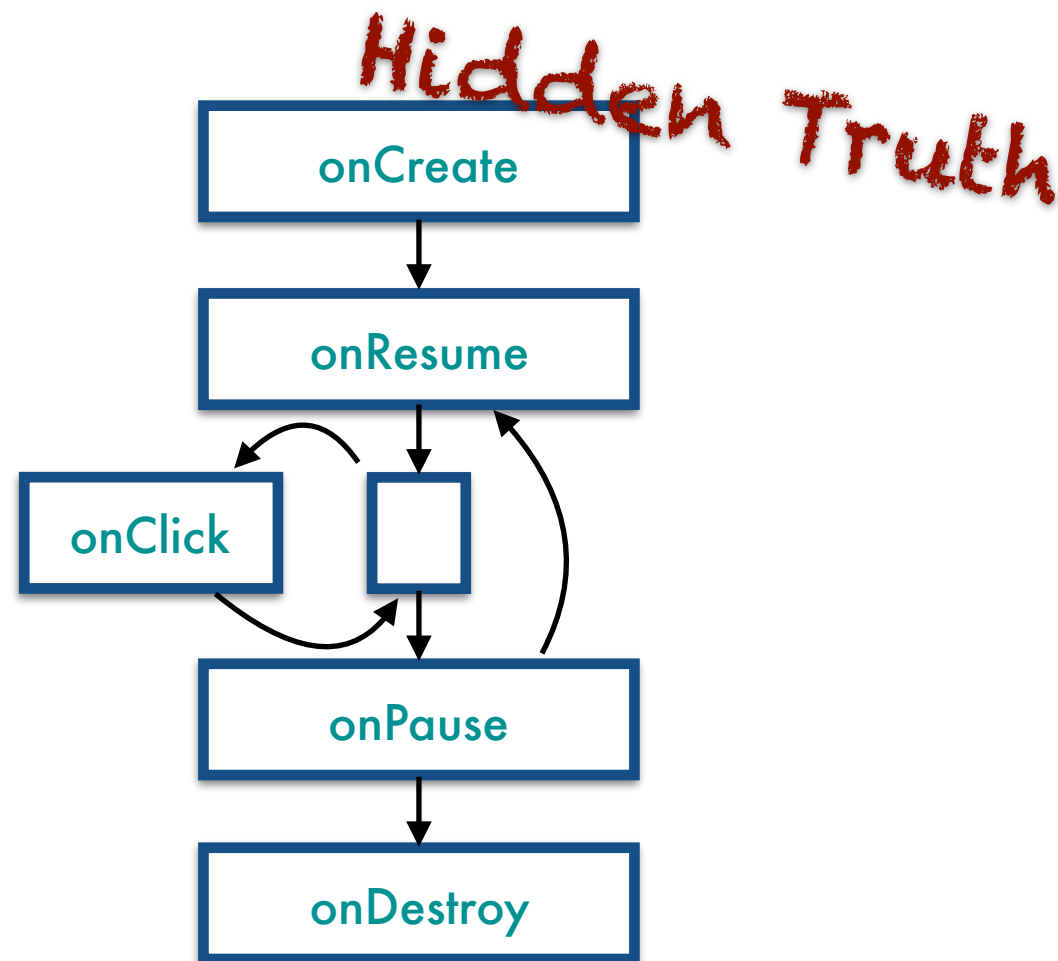 Hidden Truth
onCreate
onResume
onClick
onPause
onDestroy